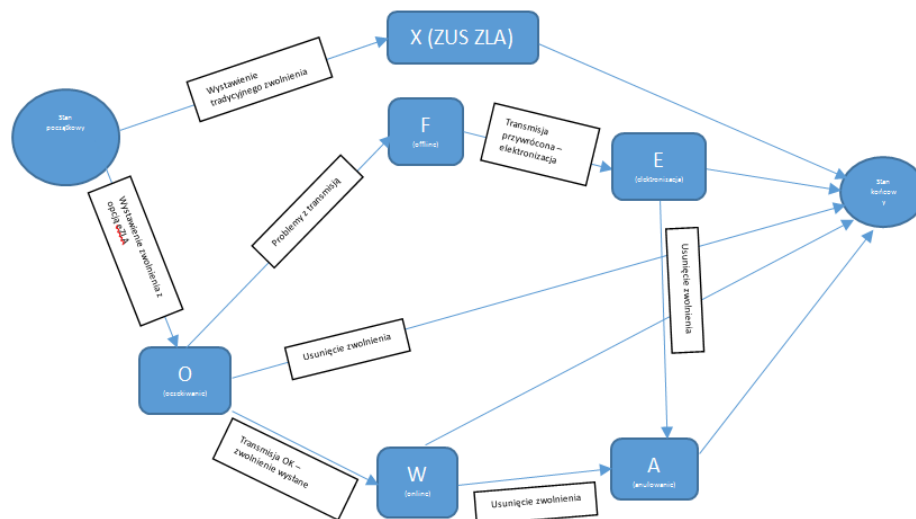 X (ZUS ZLA)
Wystawienie
tradycyjnego zwolnienia
Stan
początkowy
F
(offline)
Transmisja
przywrócona –
elektronizacja
E
(elektronizacja)
Stan
końcow
y
Wystawienie zwolnienia z
opcją eZLA
Problemy z transmisją
Usunięcie zwolnienia
Usunięcie zwolnienia
O
(oczekiwanie)
Transmisja OK –
zwolnienie wysłane
W
(online)
Usunięcie zwolnienia
A
(anulowanie)